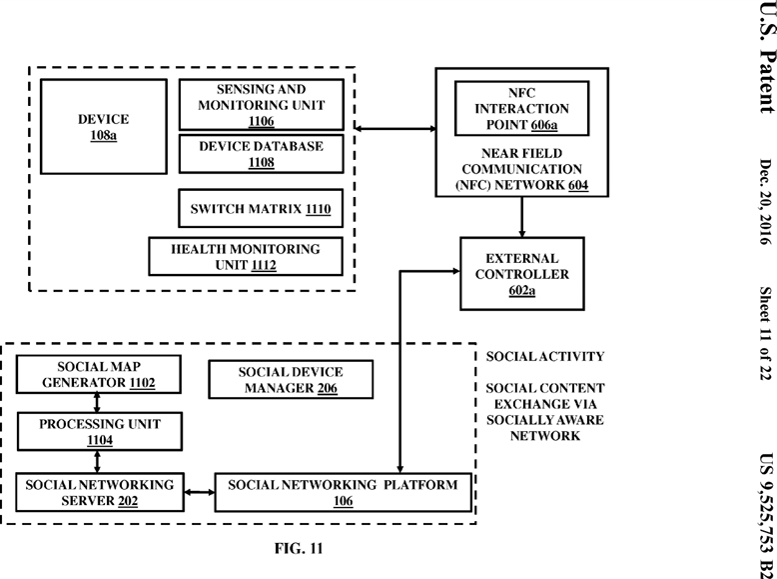 U.S. Patent
Dec. 20, 2016
Sheet 11 of 22
US 9,525,753 B2
DEVICE
108a
SENSING AND
MONITORING UNIT
1106
DEVICE DATABASE
1108
SWITCH MATRIX 1110
HEALTH MONITORING
UNIT 1112
NFC
INTERACTION
POINT 606a
NEAR FIELD
COMMUNICATION
(NFC) NETWORK 604
EXTERNAL
CONTROLLER
602a
SOCIAL MAP
GENERATOR 1102
SOCIAL DEVICE
MANAGER 206
PROCESSING UNIT
1104
SOCIAL NETWORKING
SERVER 202
SOCIAL NETWORKING PLATFORM
106
SOCIAL ACTIVITY
SOCIAL CONTENT
EXCHANGE VIA
SOCIALLY AWARE
NETWORK
FIG. 11